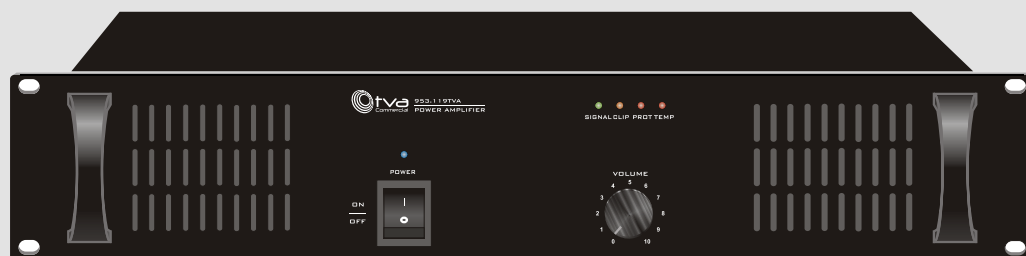 tva
Commercial
953.119TVA
POWER AMPLIFIER
SIGNAL CLIP PROT TEMP
POWER
ON
OFF
I
O
VOLUME
0 1 2 3 4 5 6 7 8 9 10